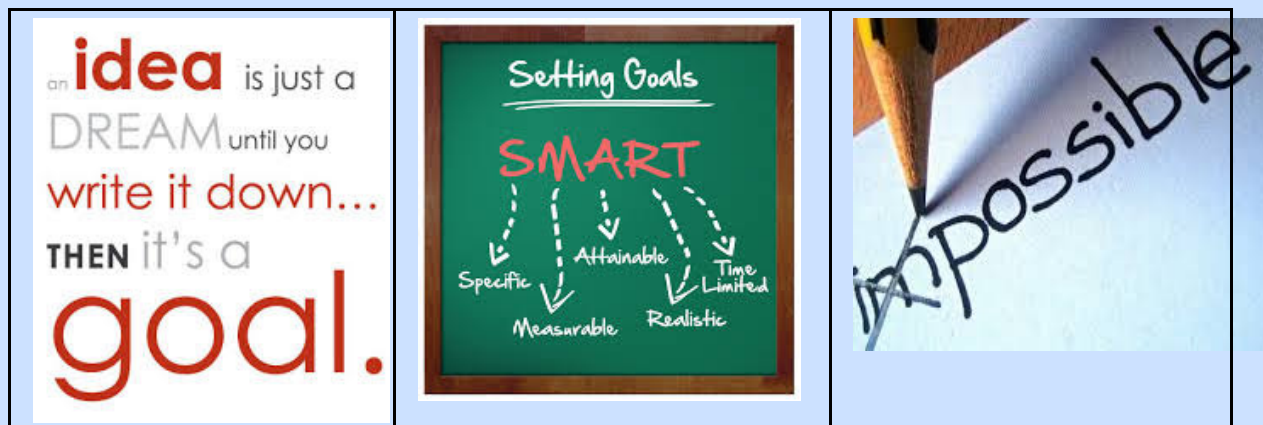 an idea is just a
DREAM until you
write it down...
THEN it's a
goal.
Setting Goals
SMART
Specific
Measurable
Attainable
Realistic
Time
Limited
impossible